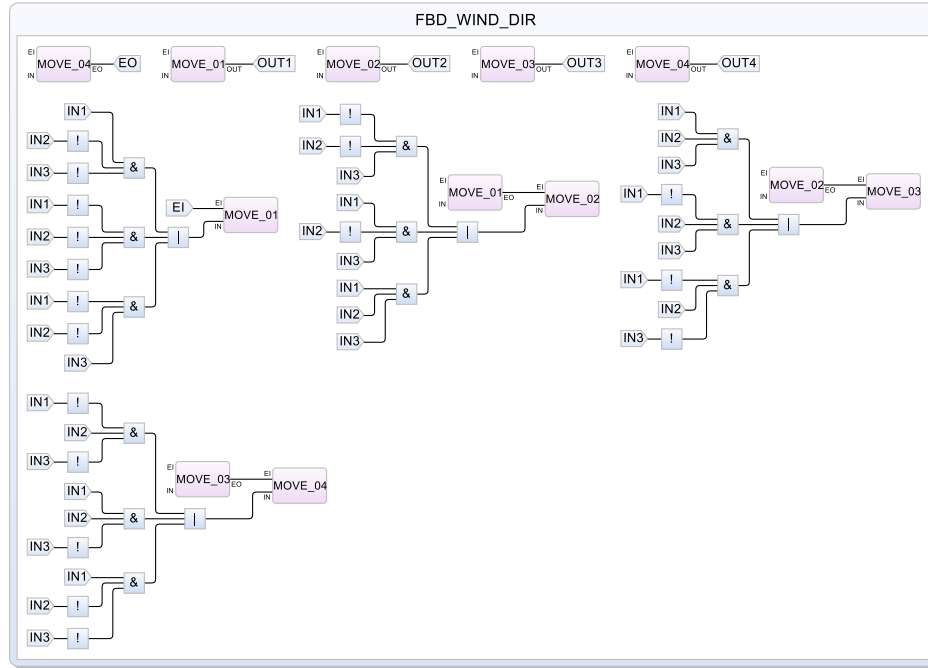 FBD_WIND_DIR
EI MOVE_04 EO IN EO
EI MOVE_01 OUT IN OUT1
EI MOVE_02 OUT IN OUT2
EI MOVE_03 OUT IN OUT3
EI MOVE_04 OUT IN OUT4
IN1
IN2 !
&
IN3 !
IN1 !
EI EI
MOVE_01
IN
IN2 ! & |
IN3 !
IN1 !
&
IN2 !
IN3
IN1 !
IN2 ! &
IN3
EI MOVE_01 EO IN
EI MOVE_02 IN
IN1
IN2 ! & |
IN3
IN1
&
IN2
IN3
IN1
IN2 &
IN3
EI MOVE_02 EO IN
EI MOVE_03 IN
IN1 !
IN2 & |
IN3
IN1 !
&
IN2
IN3 !
IN1 !
IN2 &
IN3 !
EI MOVE_03 EO IN
EI MOVE_04 IN
IN1
IN2 & |
IN3 !
IN1
&
IN2 !
IN3 !